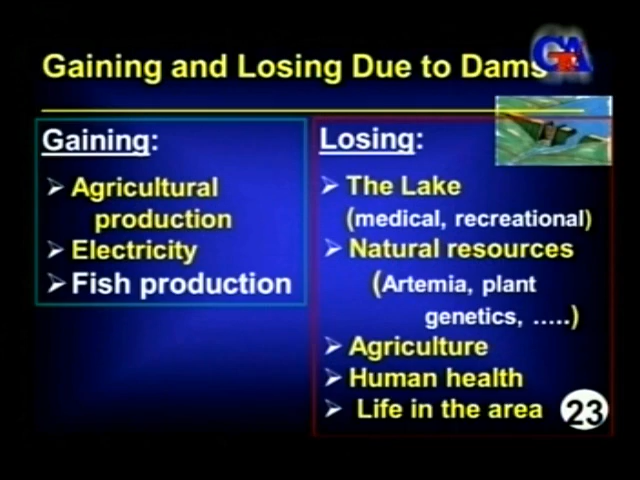 Gaining and Losing Due to Dams
GTA
Gaining:
Agricultural
production
Electricity
Fish production
Losing:
The Lake
(medical, recreational)
Natural resources
(Artemia, plant
genetics, …..)
Agriculture
Human health
Life in the area
23